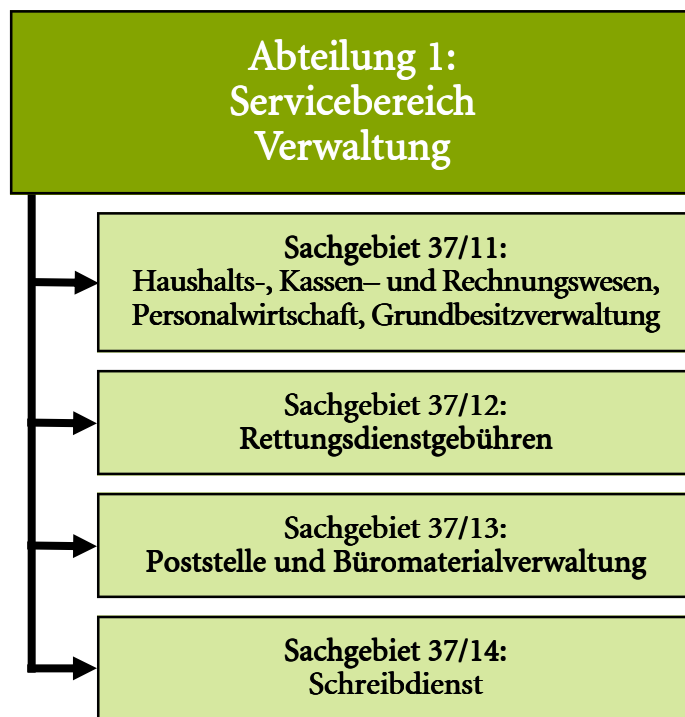 Abteilung 1:
Servicebereich
Verwaltung
Sachgebiet 37/11:
Haushalts-, Kassen– und Rechnungswesen,
Personalwirtschaft, Grundbesitzverwaltung
Sachgebiet 37/12:
Rettungsdienstgebühren
Sachgebiet 37/13:
Poststelle und Büromaterialverwaltung
Sachgebiet 37/14:
Schreibdienst